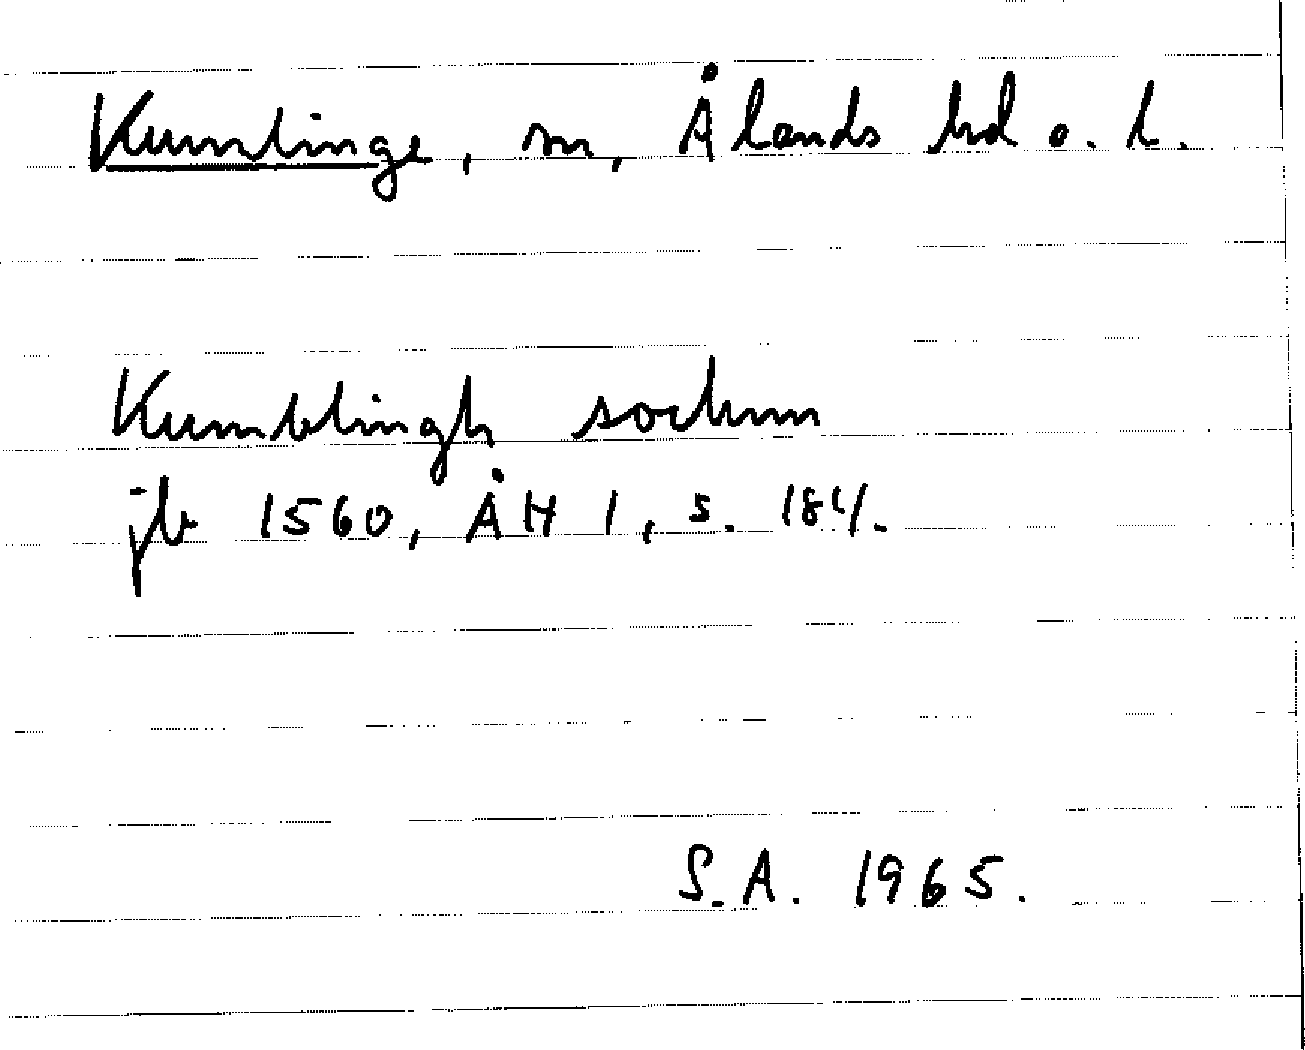 Kumlinge, sn, Ålands hd o. l.
Kumblingh sochnn
jb 1560, ÅH 1, s. 184.
S.A. 1965.